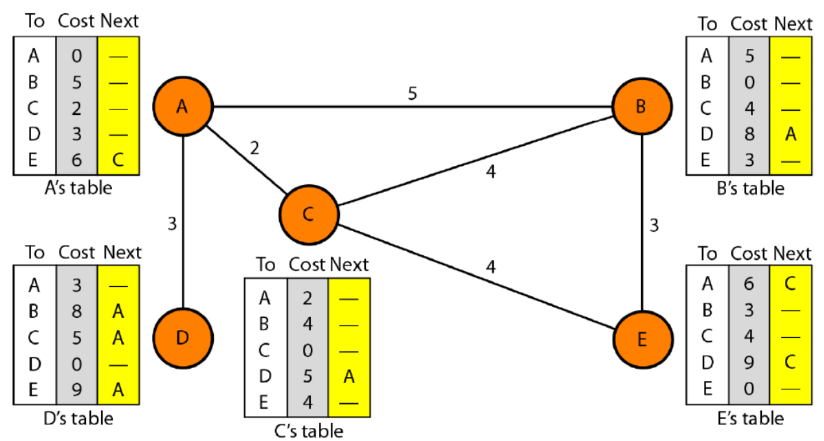 To Cost Next
A 0 —
B 5 —
C 2 —
D 3 —
E 6 C
A's table
To Cost Next
A 5 —
B 0 —
C 4 —
D 8 A
E 3 —
B's table
A
5
B
2
4
C
3
4
3
D
E
To Cost Next
A 3 —
B 8 A
C 5 A
D 0 —
E 9 A
D's table
To Cost Next
A 2 —
B 4 —
C 0 —
D 5 A
E 4 —
C's table
To Cost Next
A 6 C
B 3 —
C 4 —
D 9 C
E 0 —
E's table